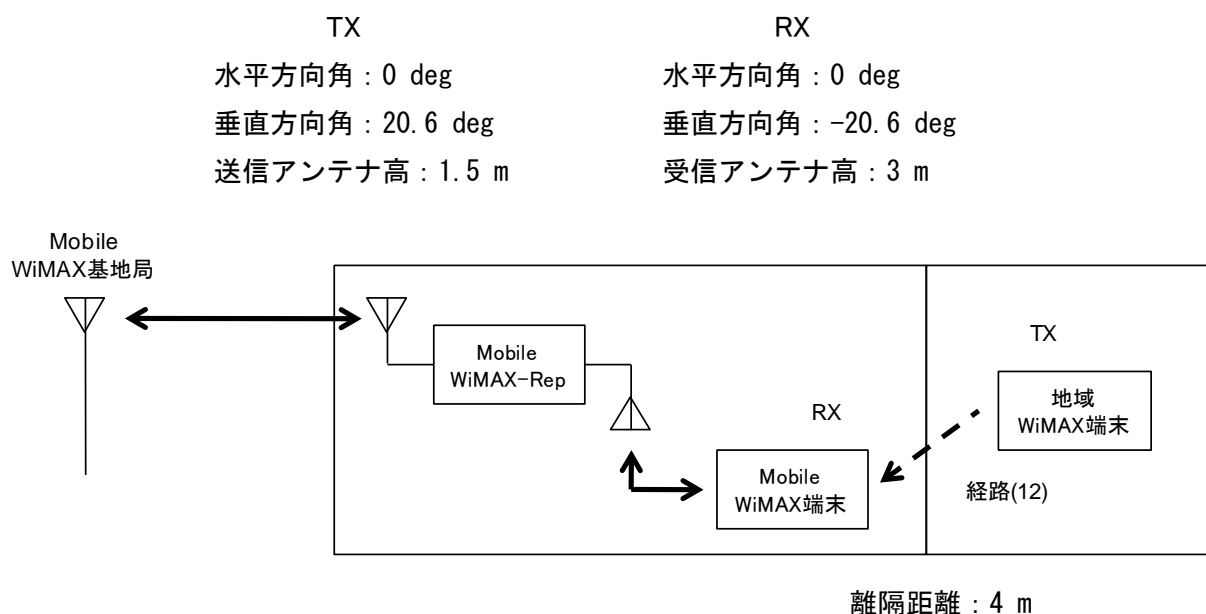 TX
水平方向角：0 deg
垂直方向角：20.6 deg
送信アンテナ高：1.5 m
RX
水平方向角：0 deg
垂直方向角：-20.6 deg
受信アンテナ高：3 m
Mobile
WiMAX基地局
Mobile
WiMAX-Rep
RX
Mobile
WiMAX端末
TX
地域
WiMAX端末
経路(12)
離隔距離：4 m